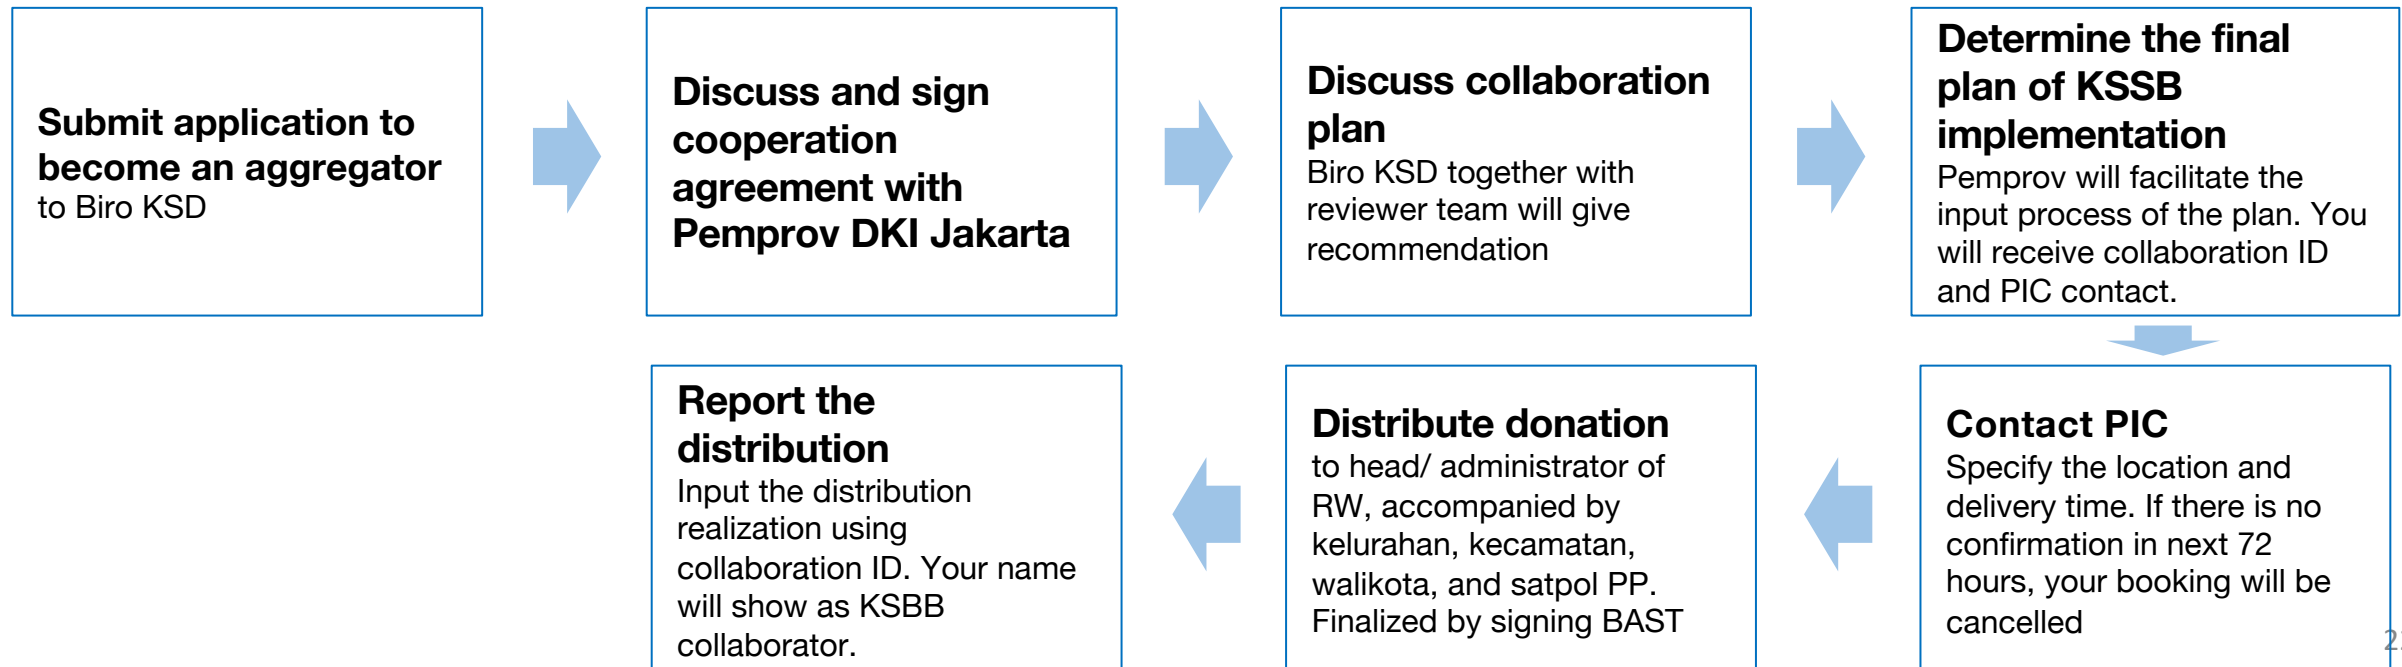 Submit application to
become an aggregator
to Biro KSD
Discuss and sign
cooperation
agreement with
Pemprov DKI Jakarta
Discuss collaboration
plan
Biro KSD together with
reviewer team will give
recommendation
Determine the final
plan of KSSB
implementation
Pemprov will facilitate the
input process of the plan. You
will receive collaboration ID
and PIC contact.
Contact PIC
Specify the location and
delivery time. If there is no
confirmation in next 72
hours, your booking will be
cancelled
Distribute donation
to head/ administrator of
RW, accompanied by
kelurahan, kecamatan,
walikota, and satpol PP.
Finalized by signing BAST
Report the
distribution
Input the distribution
realization using
collaboration ID. Your name
will show as KSBB
collaborator.